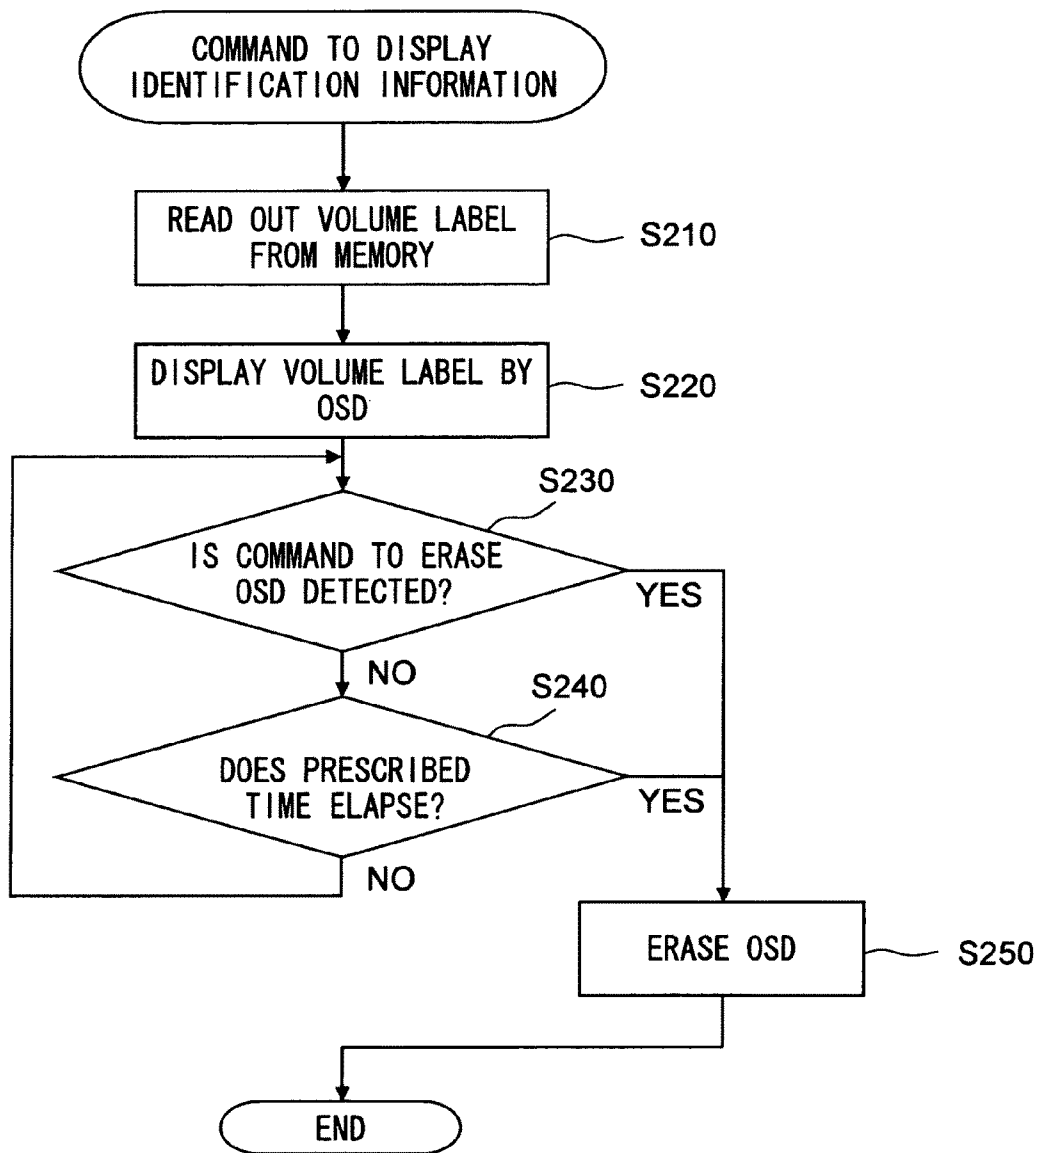 COMMAND TO DISPLAY
IDENTIFICATION INFORMATION
READ OUT VOLUME LABEL
FROM MEMORY
S210
DISPLAY VOLUME LABEL BY
OSD
S220
S230
IS COMMAND TO ERASE
OSD DETECTED?
YES
NO
S240
DOES PRESCRIBED
TIME ELAPSE?
YES
NO
ERASE OSD
S250
END